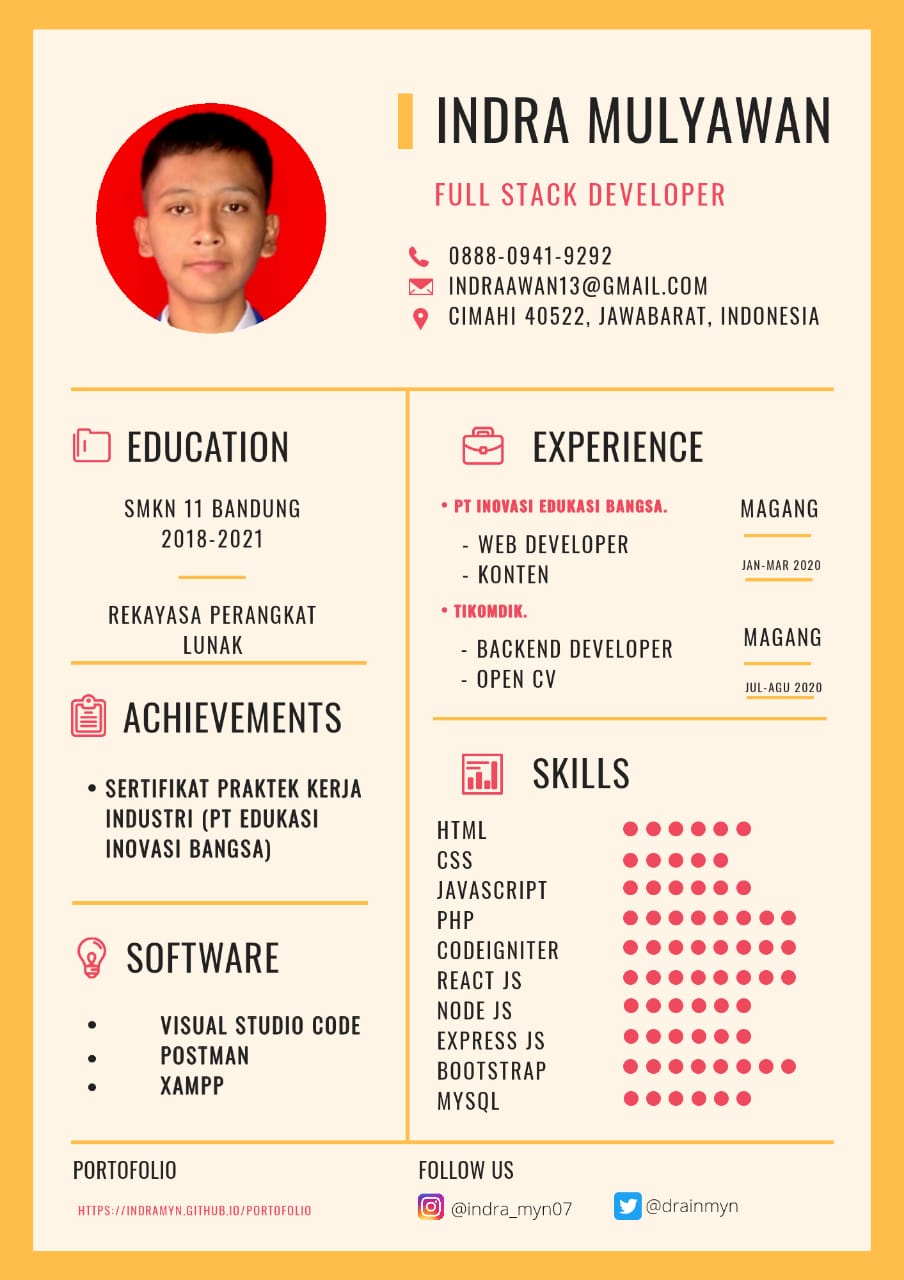 INDRA MULYAWAN
FULL STACK DEVELOPER
0888-0941-9292
INDRAAWAN13@GMAIL.COM
CIMAHI 40522, JAWABARAT, INDONESIA
EDUCATION
SMKN 11 BANDUNG
2018-2021
REKAYASA PERANGKAT
LUNAK
ACHIEVEMENTS
• SERTIFIKAT PRAKTEK KERJA
INDUSTRI (PT EDUKASI
INOVASI BANGSA)
SOFTWARE
• VISUAL STUDIO CODE
• POSTMAN
• XAMPP
EXPERIENCE
• PT INOVASI EDUKASI BANGSA.
MAGANG
- WEB DEVELOPER
- KONTEN
JAN-MAR 2020
• TIKOMDIK.
MAGANG
- BACKEND DEVELOPER
- OPEN CV
JUL-AGU 2020
SKILLS
HTML
CSS
JAVASCRIPT
PHP
CODEIGNITER
REACT JS
NODE JS
EXPRESS JS
BOOTSTRAP
MYSQL
PORTOFOLIO
HTTPS://INDRAMYN.GITHUB.IO/PORTOFOLIO
FOLLOW US
@indra_myn07
@drainmyn